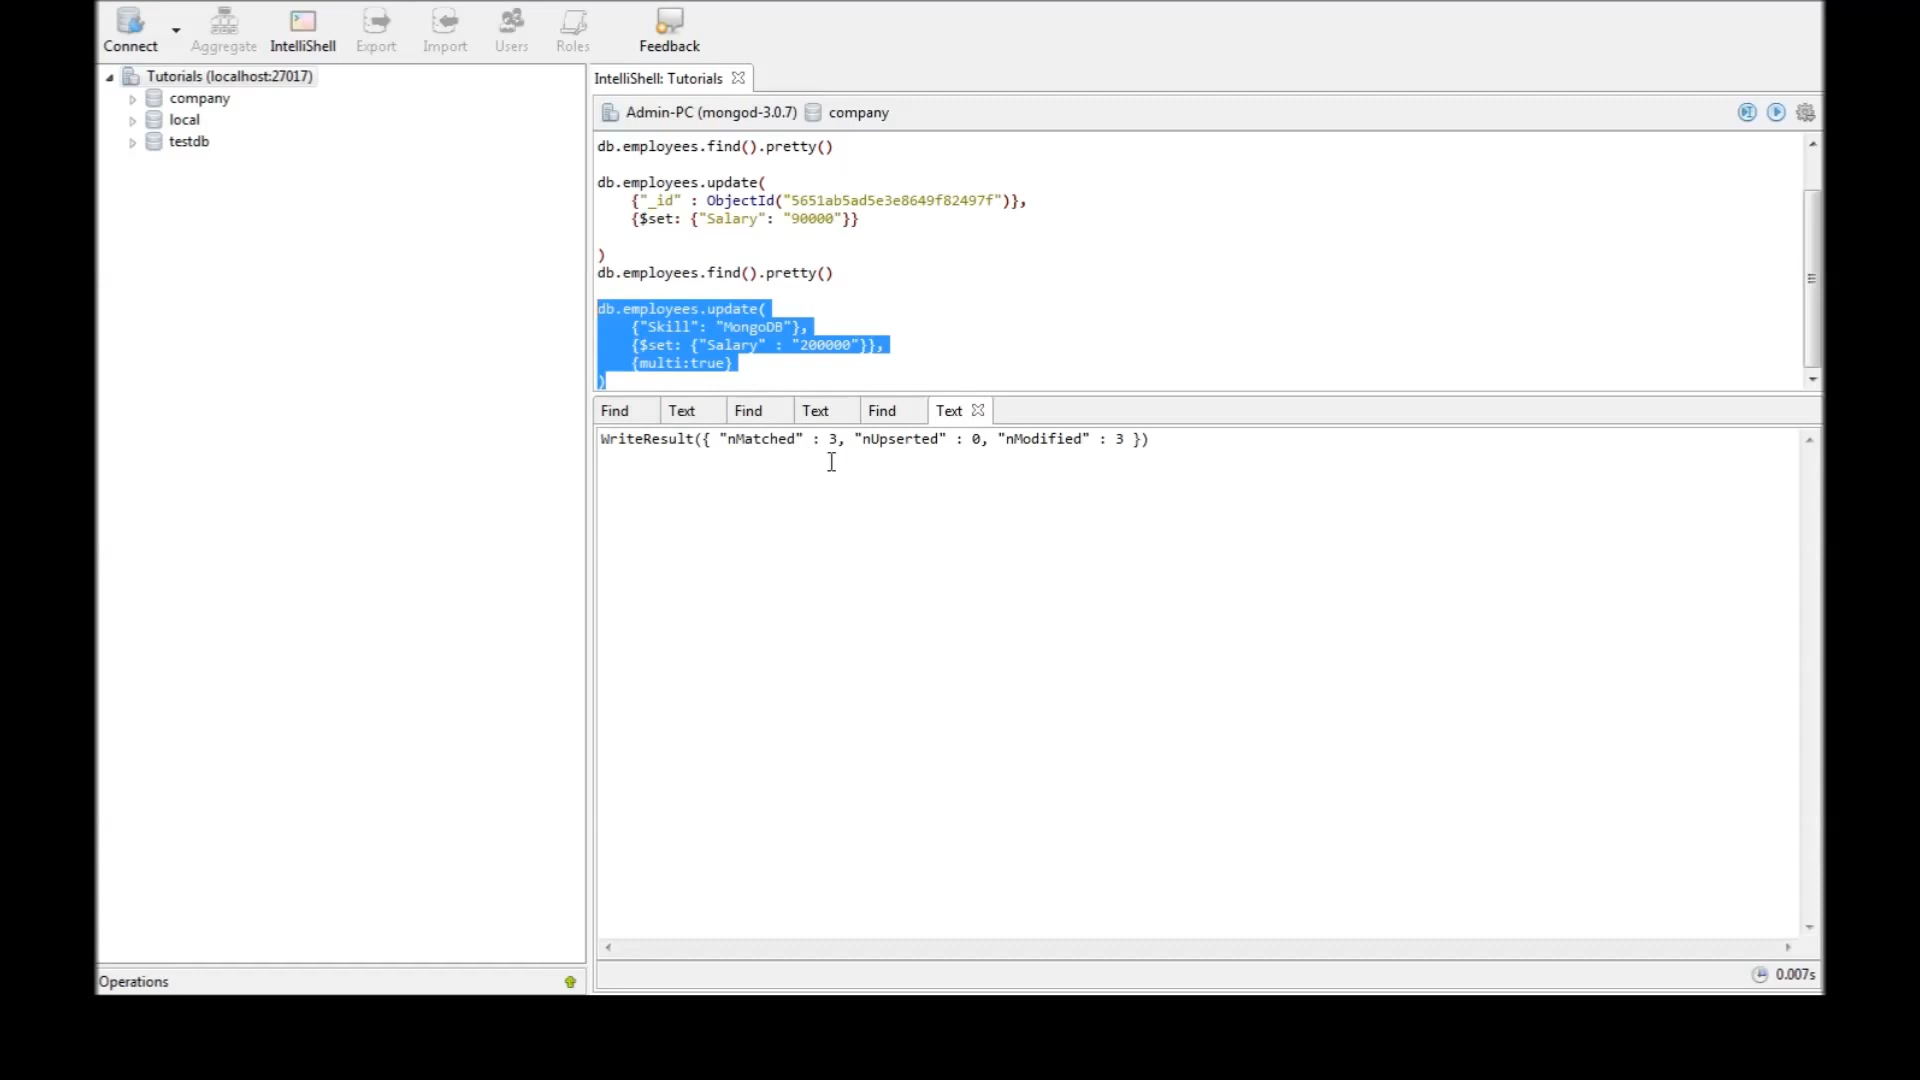 Connect
Aggregate
IntelliShell
Export
Import
Users
Roles
Feedback
Tutorials (localhost:27017)
company
local
testdb
IntelliShell: Tutorials
Admin-PC (mongod-3.0.7) company
db.employees.find().pretty()
db.employees.update(
{"_id" : ObjectId("5651ab5ad5e3e8649f82497f")},
{$set: {"Salary": "90000"}}
)
db.employees.find().pretty()
db.employees.update(
{"Skill": "MongoDB"},
{$set: {"Salary" : "200000"}},
{multi:true}
)
Find
Text
Find
Text
Find
Text
WriteResult({ "nMatched" : 3, "nUpserted" : 0, "nModified" : 3 })
Operations
0.007s